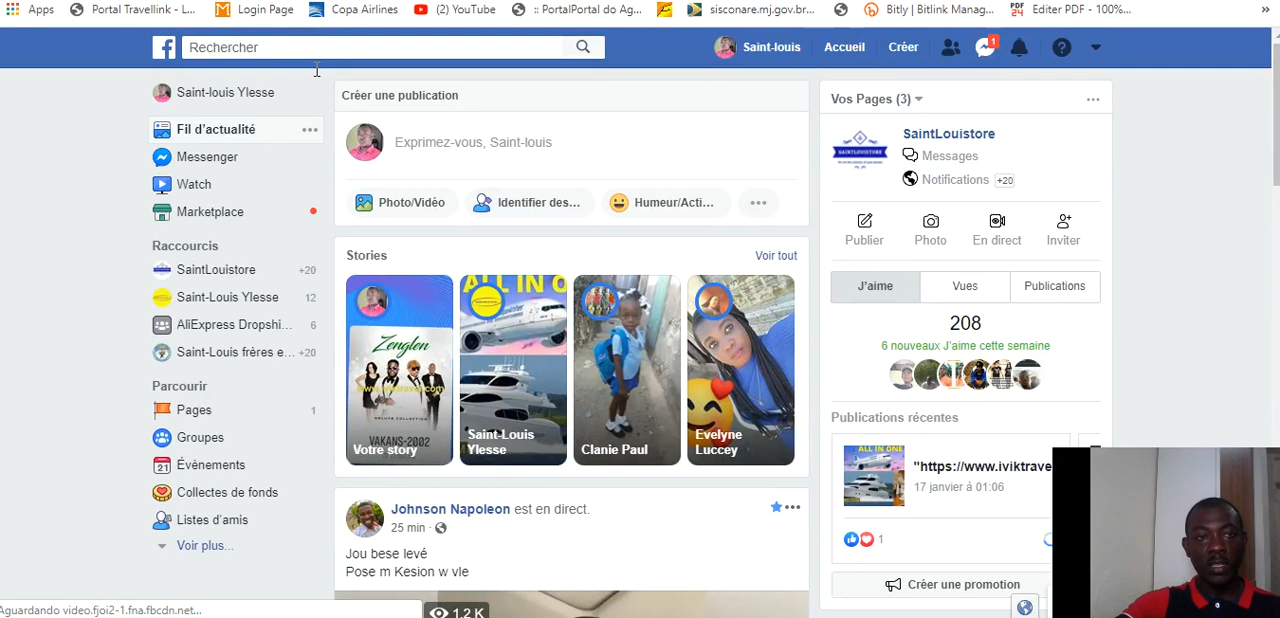 Apps Portal Travellink - L... Login Page Copa Airlines (2) YouTube :: PortalPortal do Ag... sisconare.mj.gov.br... Bitly | Bitlink Manag... Editer PDF - 100%... »
Rechercher
Saint-louis Accueil Créer 1
Saint-louis Ylesse
Fil d'actualité
Messenger
Watch
Marketplace
Raccourcis
SaintLouistore +20
Saint-Louis Ylesse 12
AliExpress Dropshi... 6
Saint-Louis frères e... +20
Parcourir
Pages 1
Groupes
21 Évènements
Collectes de fonds
Listes d'amis
Voir plus...
Créer une publication
Exprimez-vous, Saint-louis
Photo/Vidéo Identifier des... Humeur/Acti...
Stories Voir tout
Zenglen
DELUXE COLLECTION
VAKANS-2002
Votre story
ALL IN ONE
Saint-Louis
Ylesse
Clanie Paul
Evelyne
Luccey
Johnson Napoleon est en direct.
25 min
Jou bese levé
Pose m Kesion w vle
1,2 K
Vos Pages (3)
SAINTLOUISTORE
SaintLouistore
Messages
Notifications +20
Publier Photo En direct Inviter
J'aime Vues Publications
208
6 nouveaux J'aime cette semaine
Publications récentes
ALL IN ONE
"https://www.iviktrave
17 janvier à 01:06
1
Créer une promotion
Aguardando video.fjoi2-1.fna.fbcdn.net...